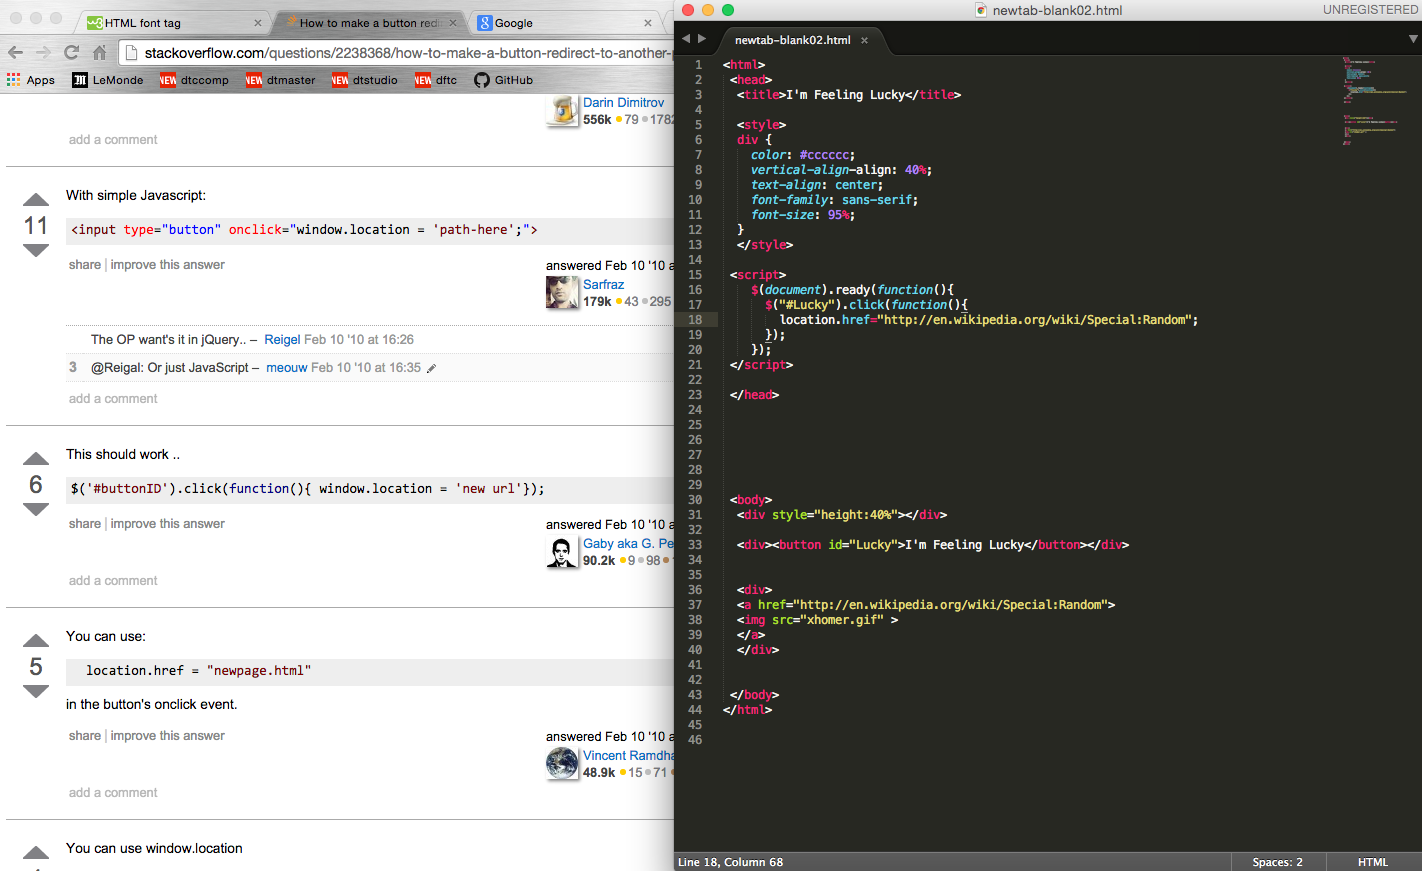 HTML font tag
How to make a button redi
Google
stackoverflow.com/questions/2238368/how-to-make-a-button-redirect-to-another-p
Apps
LeMonde
NEW dtccomp
NEW dtmaster
NEW dtstudio
NEW dftc
GitHub
Darin Dimitrov
556k 79 1782
add a comment
11
With simple Javascript:
<input type="button" onclick="window.location = 'path-here';">
share | improve this answer
answered Feb 10 '10 a
Sarfraz
179k 43 295
The OP want's it in jQuery.. – Reigel Feb 10 '10 at 16:26
3 @Reigal: Or just JavaScript – meouw Feb 10 '10 at 16:35
add a comment
6
This should work ..
$('#buttonID').click(function(){ window.location = 'new url'});
share | improve this answer
answered Feb 10 '10 a
Gaby aka G. Pe
90.2k 9 98
add a comment
5
You can use:
location.href = "newpage.html"
in the button's onclick event.
share | improve this answer
answered Feb 10 '10 a
Vincent Ramdha
48.9k 15 71
add a comment
You can use window.location
newtab-blank02.html
UNREGISTERED
newtab-blank02.html
1 <html>
2 <head>
3 <title>I'm Feeling Lucky</title>
4
5 <style>
6 div {
7 color: #cccccc;
8 vertical-align-align: 40%;
9 text-align: center;
10 font-family: sans-serif;
11 font-size: 95%;
12 }
13 </style>
14
15 <script>
16 $(document).ready(function(){
17 $("#Lucky").click(function(){
18 location.href="http://en.wikipedia.org/wiki/Special:Random";
19 });
20 });
21 </script>
22
23 </head>
24
25
26
27
28
29
30 <body>
31 <div style="height:40%"></div>
32
33 <div><button id="Lucky">I'm Feeling Lucky</button></div>
34
35
36 <div>
37 <a href="http://en.wikipedia.org/wiki/Special:Random">
38 <img src="xhomer.gif" >
39 </a>
40 </div>
41
42
43 </body>
44 </html>
45
46
Line 18, Column 68
Spaces: 2
HTML